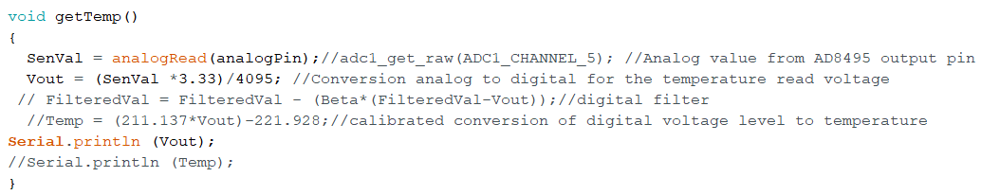 void getTemp()
{
  SenVal = analogRead(analogPin);//adc1_get_raw(ADC1_CHANNEL_5); //Analog value from AD8495 output pin
  Vout = (SenVal *3.33)/4095; //Conversion analog to digital for the temperature read voltage
 // FilteredVal = FilteredVal - (Beta*(FilteredVal-Vout));//digital filter
  //Temp = (211.137*Vout)-221.928;//calibrated conversion of digital voltage level to temperature
Serial.println (Vout);
//Serial.println (Temp);
}